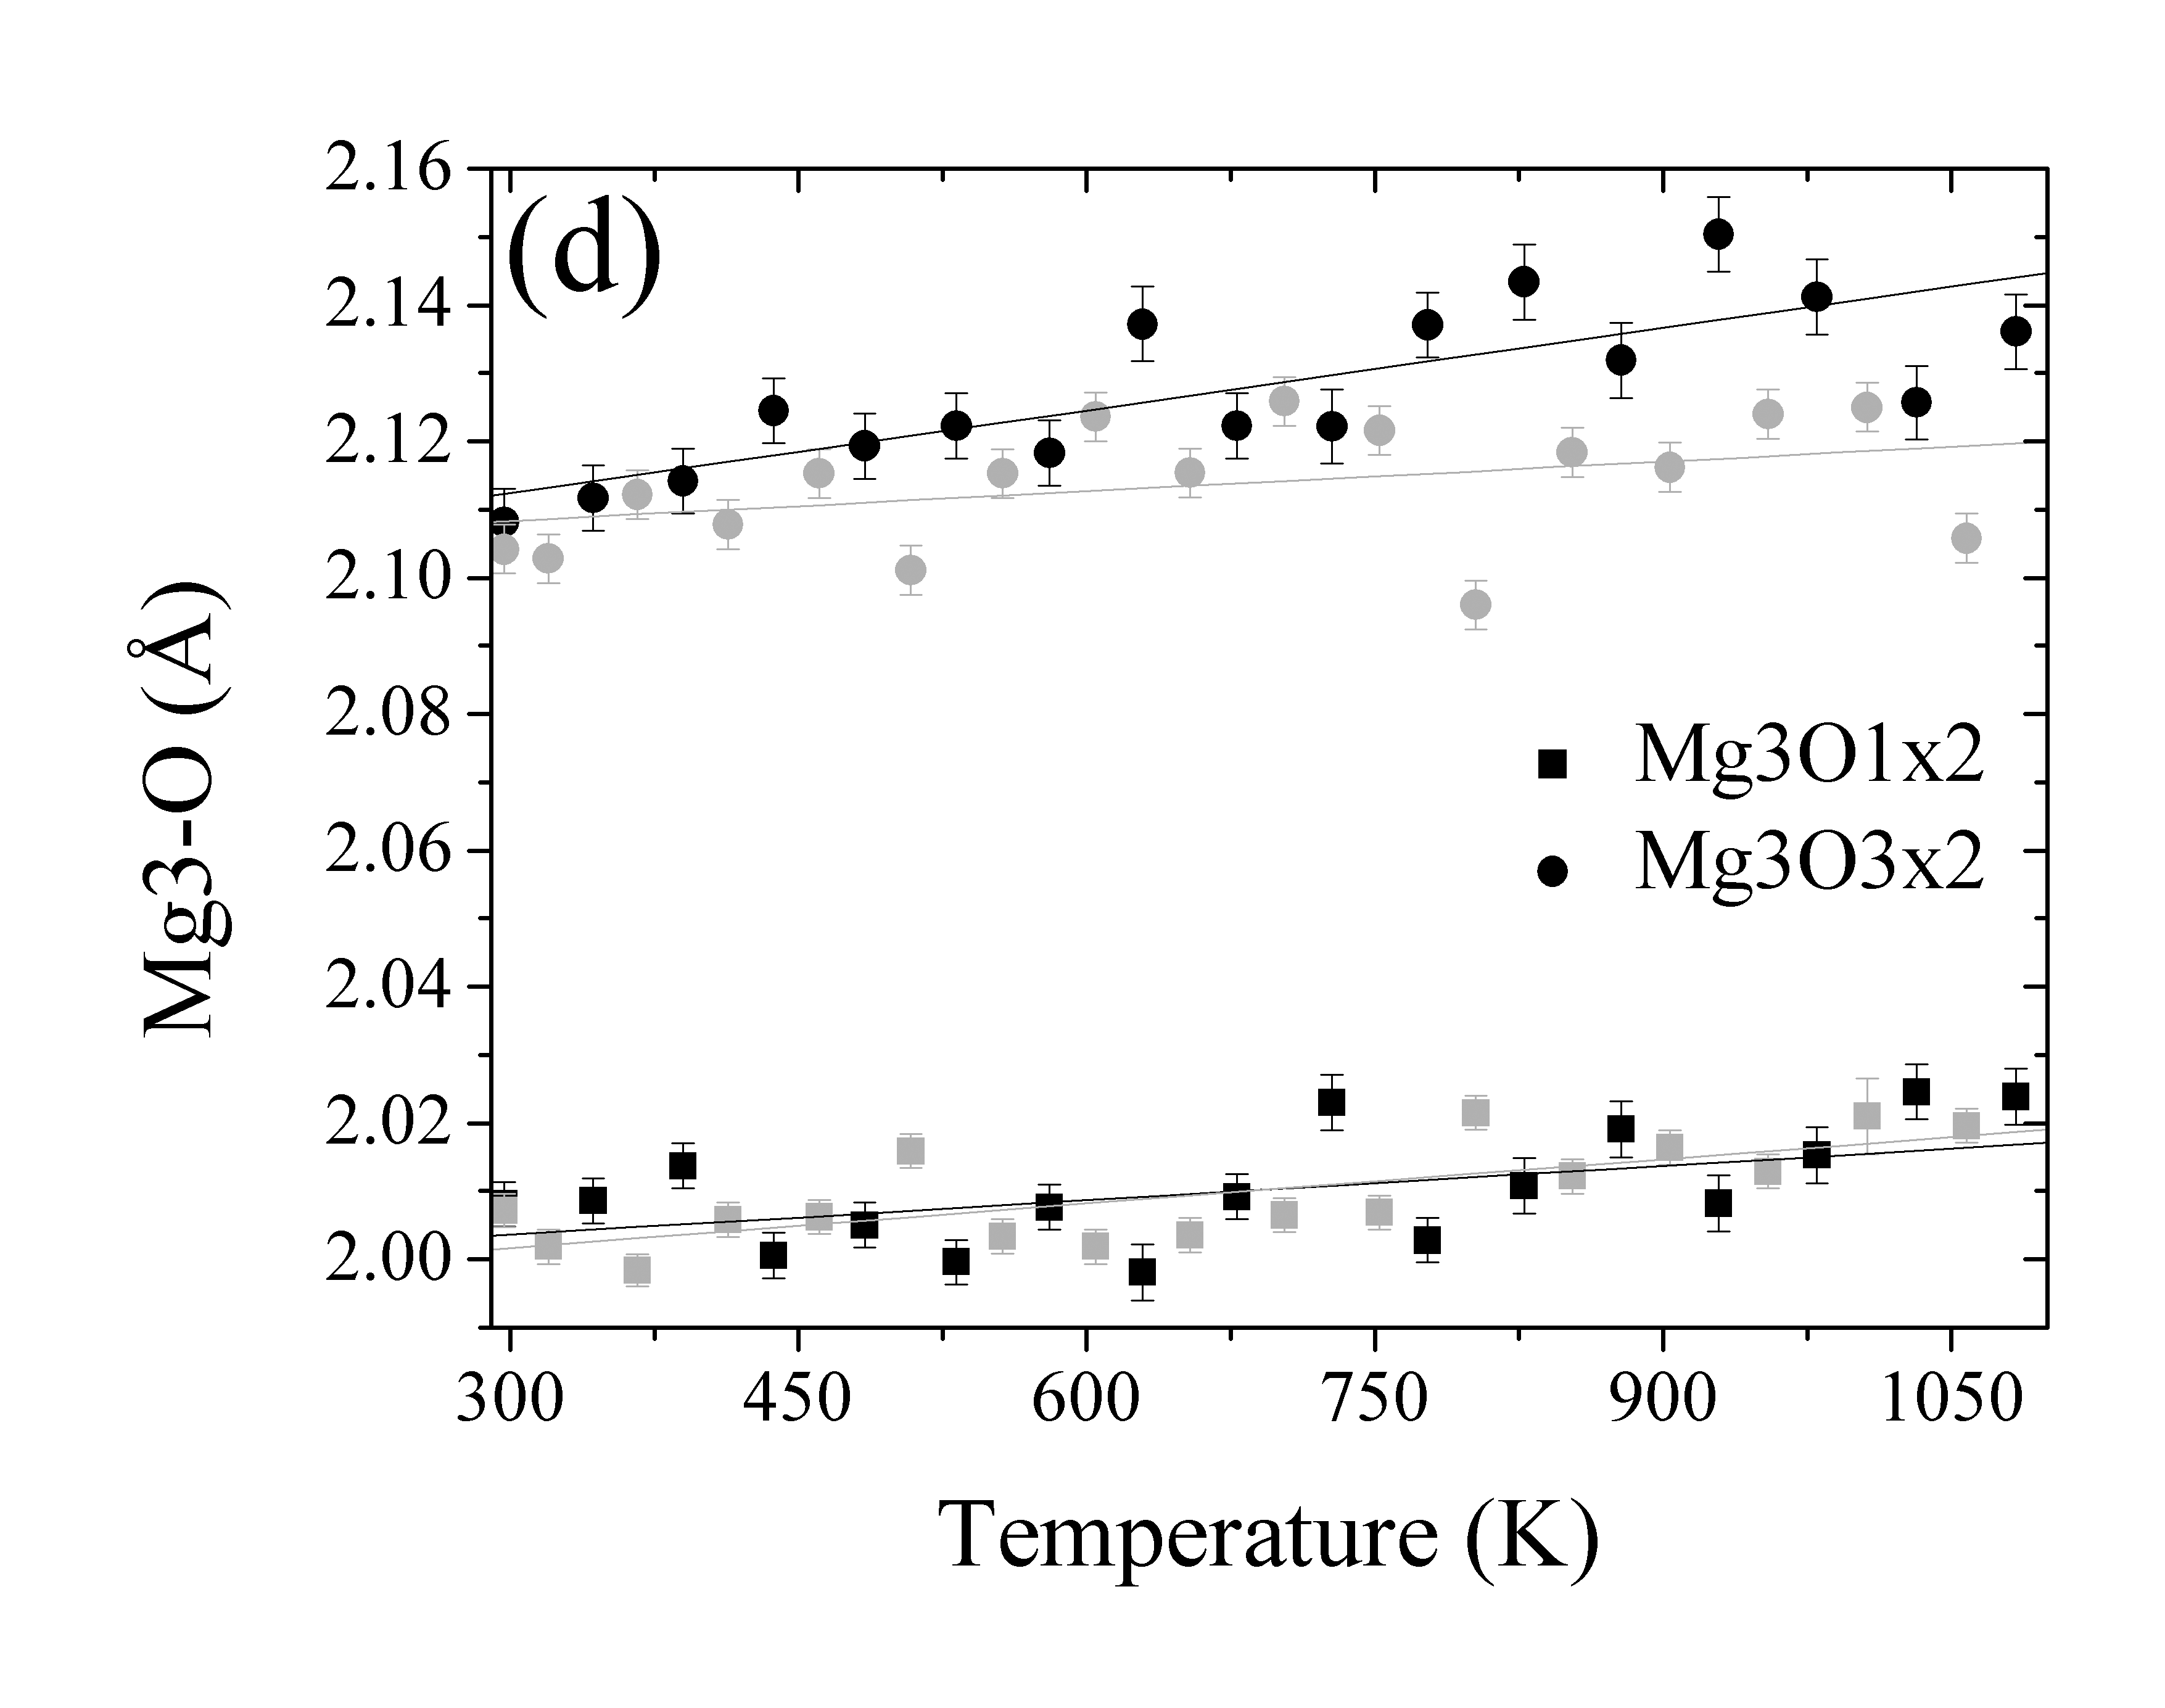 (d)
2.16
2.14
2.12
2.10
2.08
2.06
2.04
2.02
2.00
Mg3-O (Å)
Mg3O1x2
Mg3O3x2
300 450 600 750 900 1050
Temperature (K)